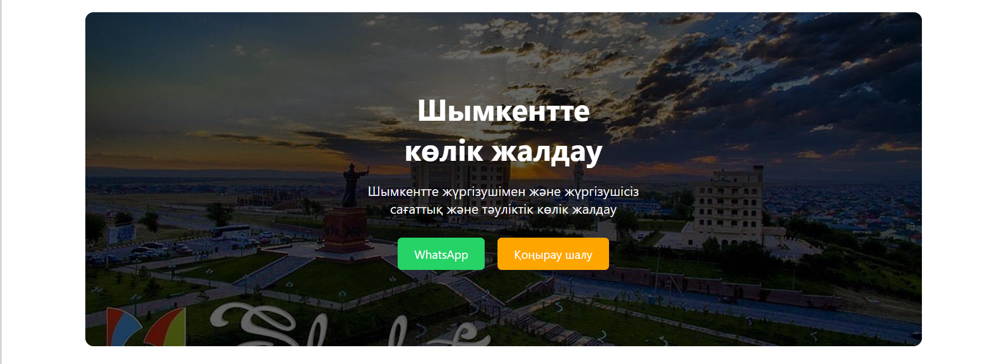 Шымкентте
көлік жалдау
Шымкентте жүргізушімен және жүргізушісіз
сағаттық және тәуліктік көлік жалдау
WhatsApp
Қоңырау шалу